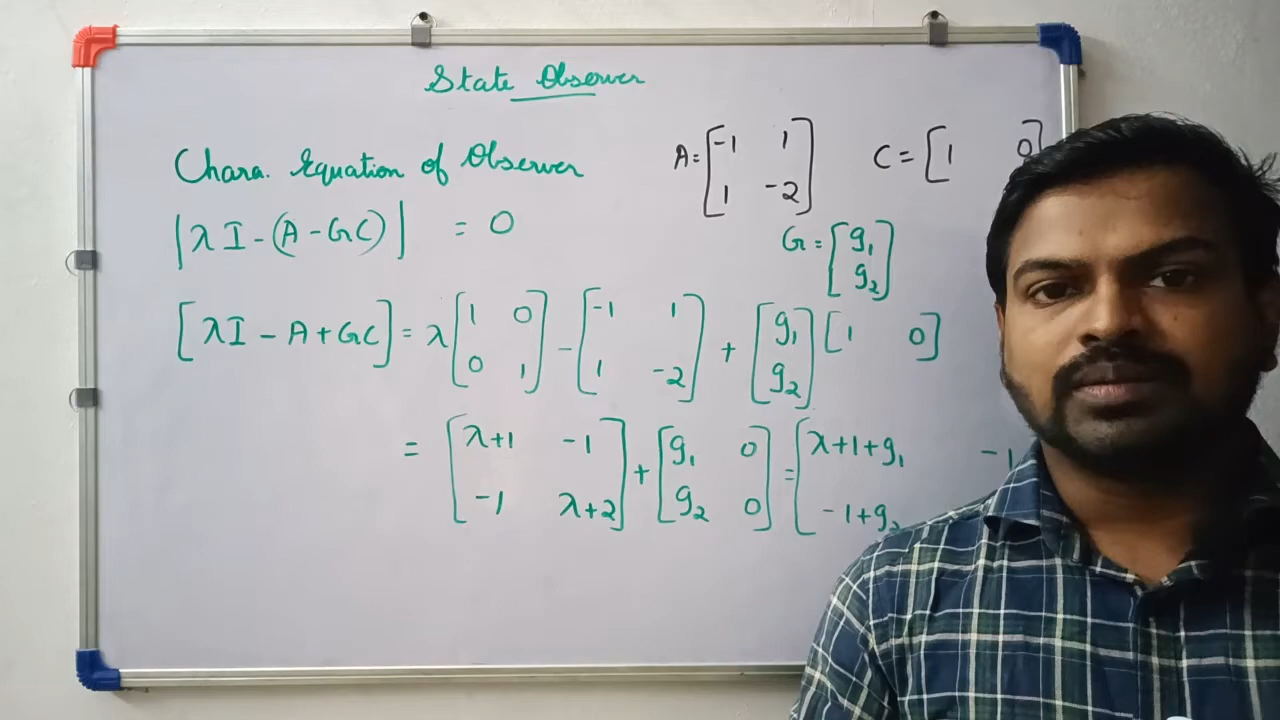 State Observer
Chara. Equation of Observer
A = [-1 1
1 -2]
C = [1 0]
|λI - (A - GC)| = 0
G = [g₁
g₂]
[λI - A + GC] = λ [1 0
0 1] - [-1 1
1 -2] + [g₁
g₂] [1 0]
= [λ+1 -1
-1 λ+2] + [g₁ 0
g₂ 0] = [λ+1+g₁ -1
-1+g₂